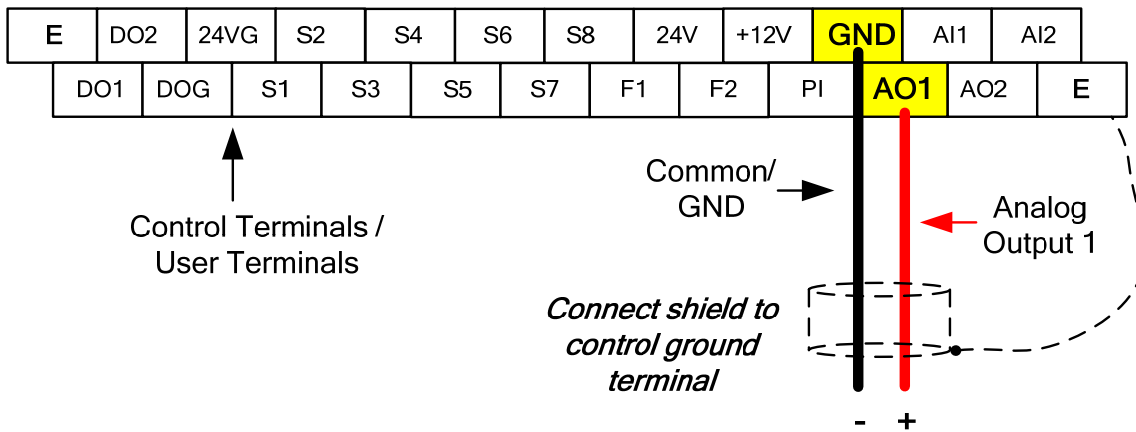 E DO2 24VG S2 S4 S6 S8 24V +12V GND AI1 AI2
DO1 DOG S1 S3 S5 S7 F1 F2 PI AO1 AO2 E
Common/
GND
Control Terminals /
User Terminals
Analog
Output 1
Connect shield to
control ground
terminal
- +